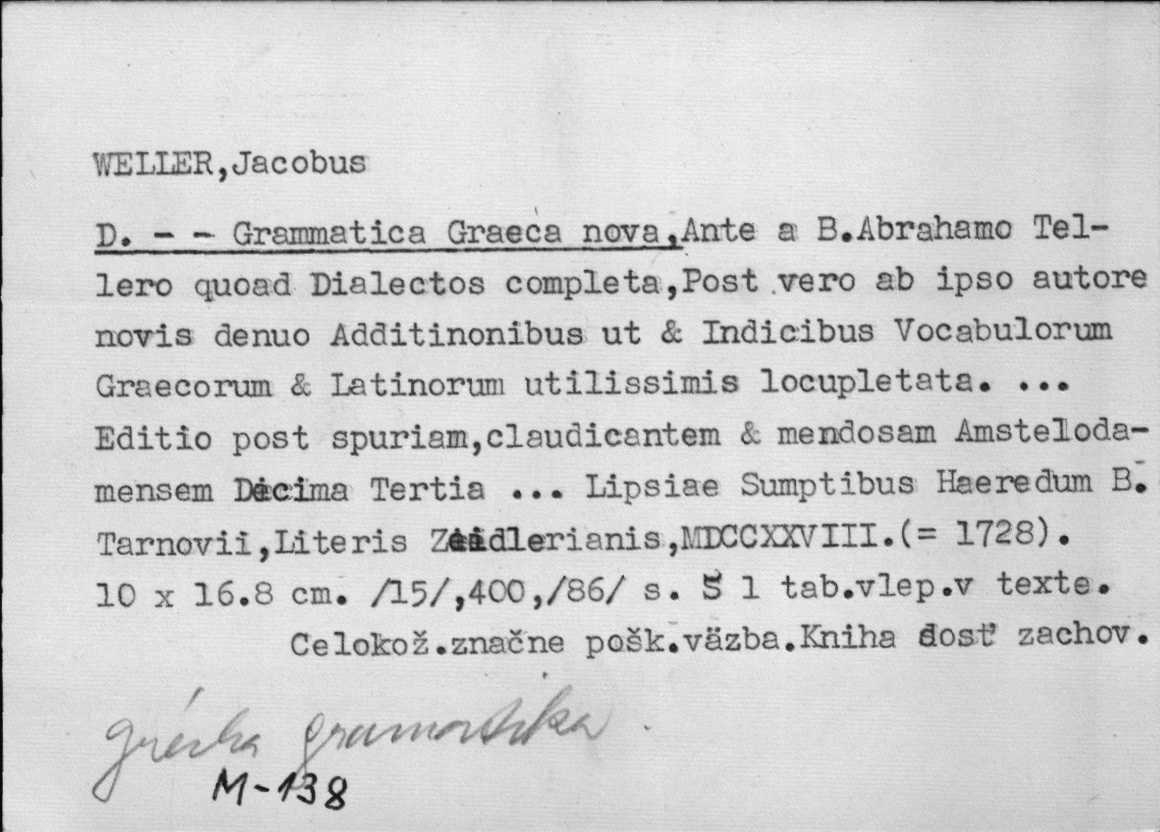 WELLER,Jacobus
D. - - Grammatica Graeca nova,Ante a B.Abrahamo Tel-
lero quoad Dialectos completa,Post vero ab ipso autore
novis denuo Additinonibus ut & Indicibus Vocabulorum
Graecorum & Latinorum utilissimis locupletata. ...
Editio post spuriam,claudicantem & mendosam Amsteloda-
mensem Decima Tertia ... Lipsiae Sumptibus Haeredum B.
Tarnovii,Literis Zeidlerianis,MDCCXXVIII.(= 1728).
10 x 16.8 cm. /15/,400,/86/ s. S 1 tab.vlep.v texte.
Celokož.značne pošk.väzba.Kniha dosť zachov.
grécka gramatika
M-138